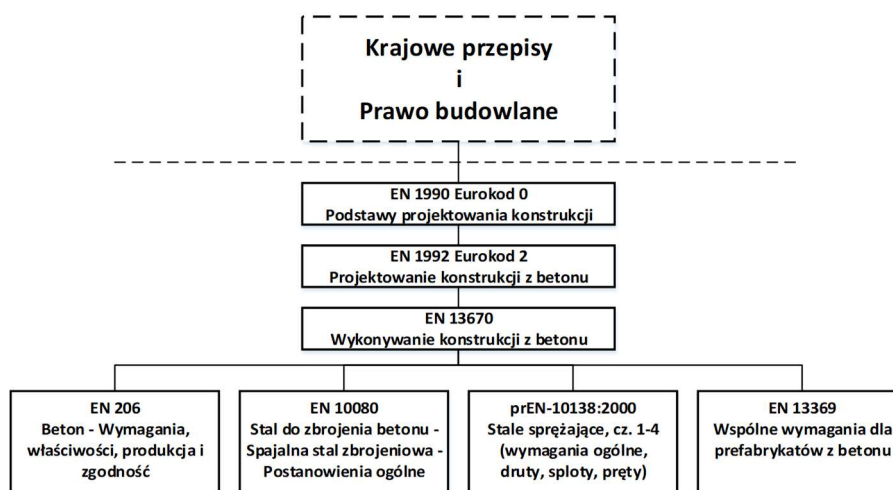 Krajowe przepisy
i
Prawo budowlane
EN 1990 Eurokod 0
Podstawy projektowania konstrukcji
EN 1992 Eurokod 2
Projektowanie konstrukcji z betonu
EN 13670
Wykonywanie konstrukcji z betonu
EN 206
Beton - Wymagania,
właściwości, produkcja i
zgodność
EN 10080
Stal do zbrojenia betonu -
Spajalna stal zbrojeniowa -
Postanowienia ogólne
prEN-10138:2000
Stale sprężające, cz. 1-4
(wymagania ogólne,
druty, sploty, pręty)
EN 13369
Wspólne wymagania dla
prefabrykatów z betonu